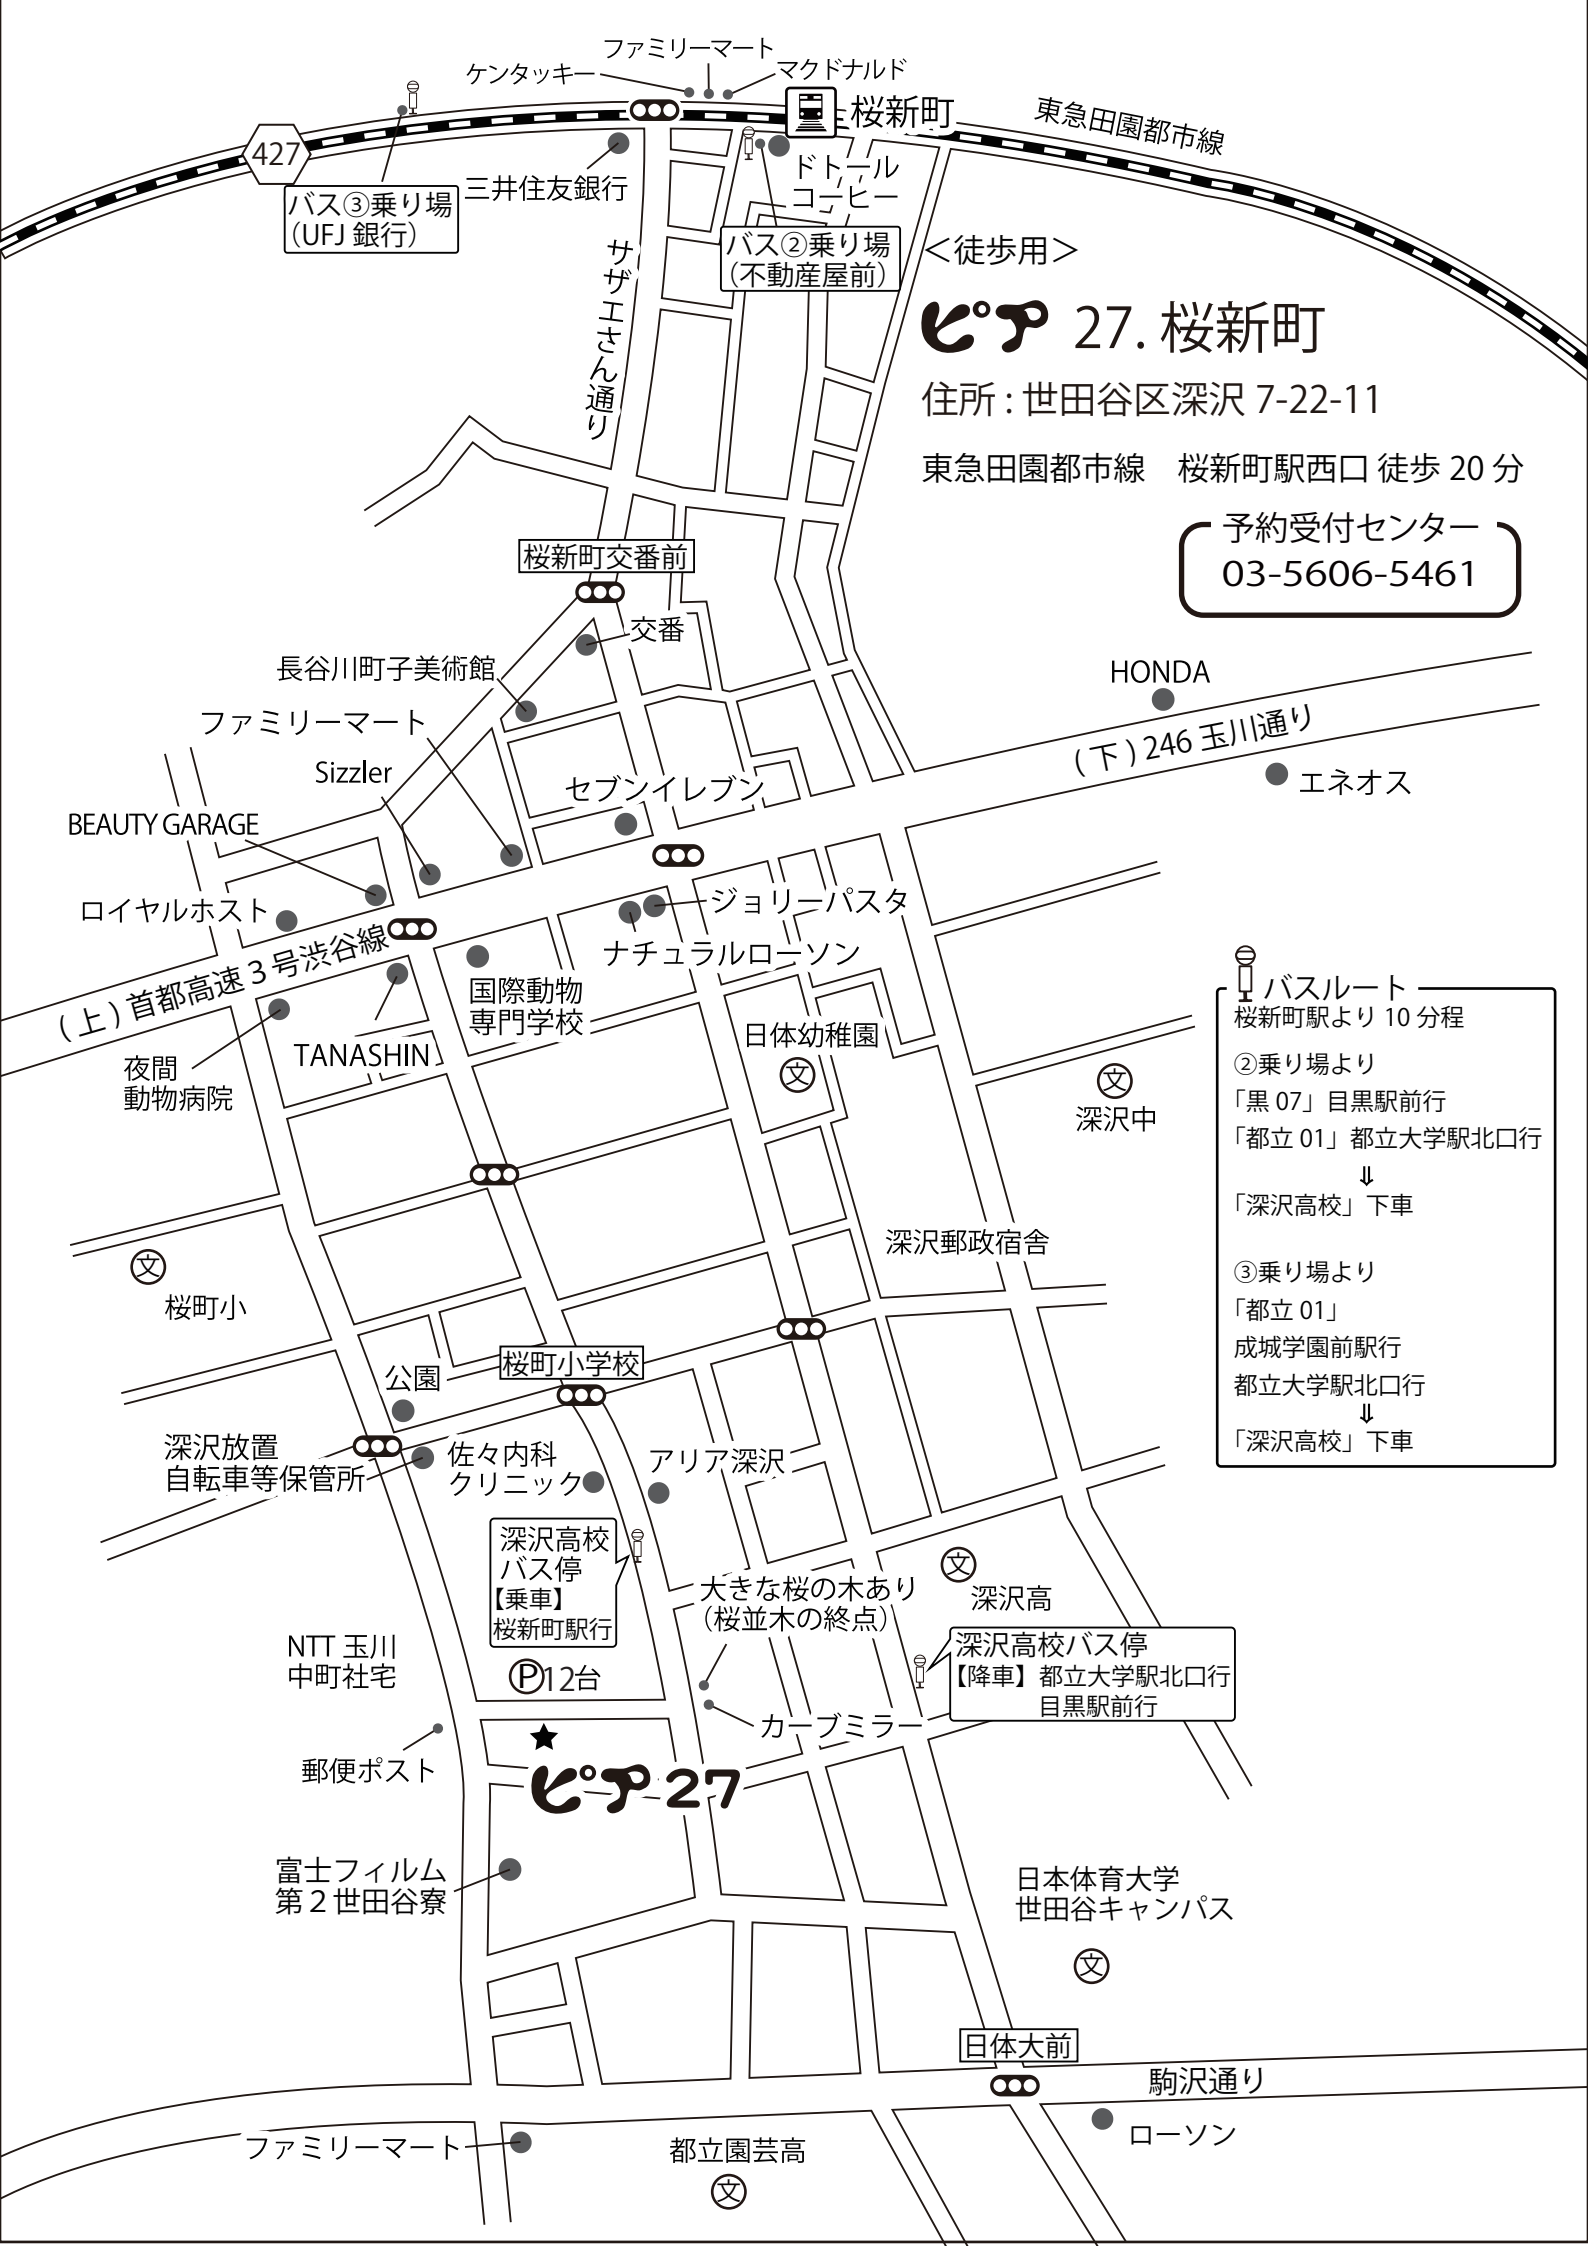 ファミリーマート
ケンタッキー
マクドナルド
桜新町
東急田園都市線
427
バス③乗り場
（UFJ 銀行）
三井住友銀行
ドトール
コーヒー
バス②乗り場
（不動産屋前）
サザエさん通り
＜徒歩用＞
ピア 27. 桜新町
住所 : 世田谷区深沢 7-22-11
東急田園都市線　桜新町駅西口 徒歩 20 分
予約受付センター
03-5606-5461
桜新町交番前
交番
長谷川町子美術館
ファミリーマート
Sizzler
BEAUTY GARAGE
ロイヤルホスト
セブンイレブン
HONDA
( 下 ) 246 玉川通り
エネオス
ジョリーパスタ
ナチュラルローソン
( 上 ) 首都高速 3 号渋谷線
国際動物
専門学校
TANASHIN
夜間
動物病院
日体幼稚園
文
文
深沢中
バスルート
桜新町駅より 10 分程
②乗り場より
「黒 07」目黒駅前行
「都立 01」都立大学駅北口行
⇓
「深沢高校」下車
③乗り場より
「都立 01」
成城学園前駅行
都立大学駅北口行
⇓
「深沢高校」下車
文
桜町小
深沢郵政宿舎
桜町小学校
公園
深沢放置
自転車等保管所
佐々内科
クリニック
アリア深沢
深沢高校
バス停
【乗車】
桜新町駅行
大きな桜の木あり
（桜並木の終点）
文
深沢高
深沢高校バス停
【降車】都立大学駅北口行
目黒駅前行
NTT 玉川
中町社宅
P12台
カーブミラー
★
郵便ポスト
ピア 27
富士フィルム
第２世田谷寮
日本体育大学
世田谷キャンパス
文
日体大前
駒沢通り
ローソン
ファミリーマート
都立園芸高
文